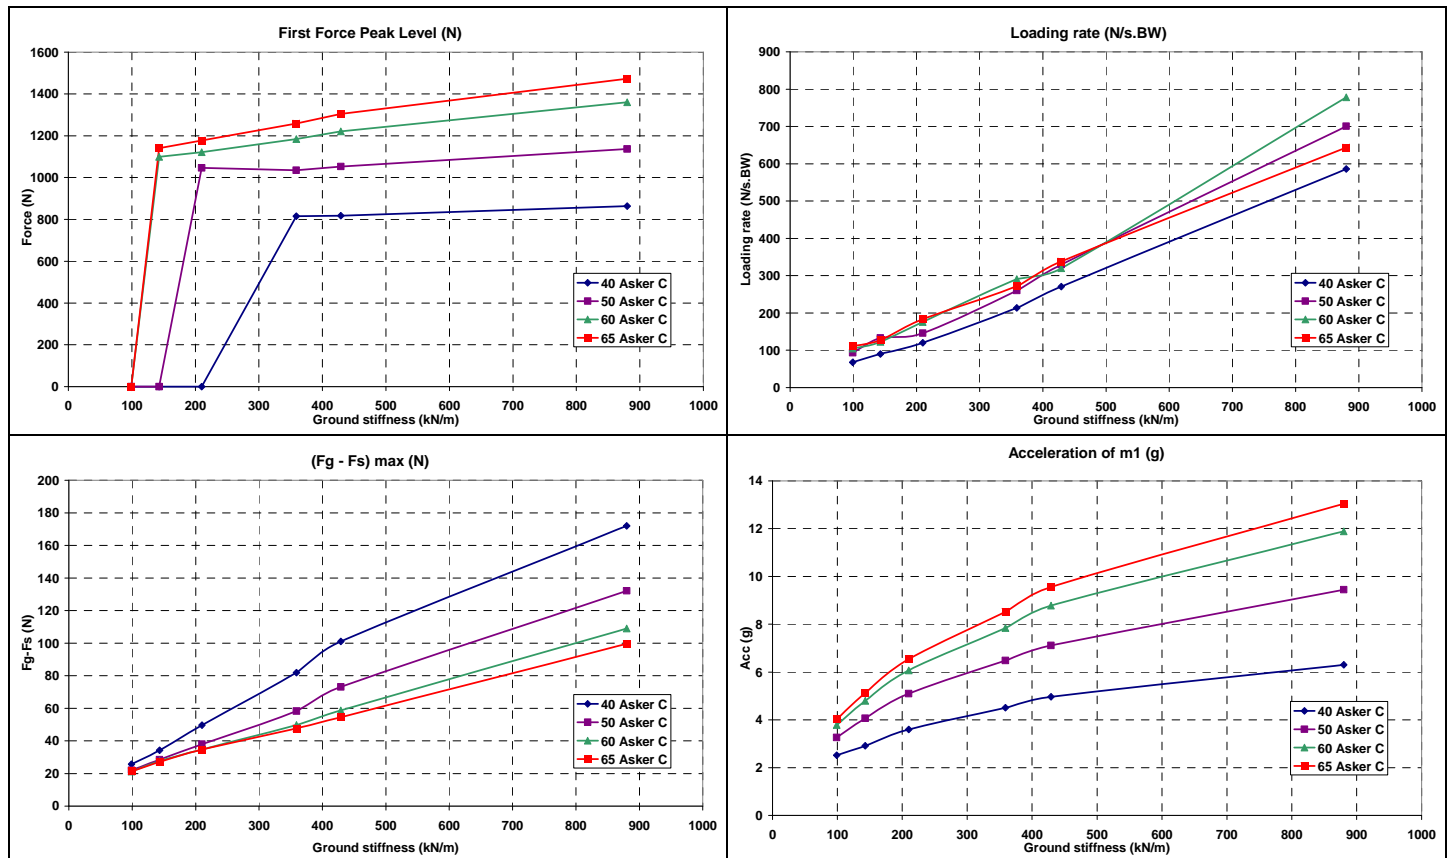 First Force Peak Level (N)
1600
1400
1200
1000
800
600
400
200
0
Force (N)
0 100 200 300 400 500 600 700 800 900 1000
Ground stiffness (kN/m)
40 Asker C
50 Asker C
60 Asker C
65 Asker C
Loading rate (N/s.BW)
900
800
700
600
500
400
300
200
100
0
Loading rate (N/s.BW)
0 100 200 300 400 500 600 700 800 900 1000
Ground stiffness (kN/m)
40 Asker C
50 Asker C
60 Asker C
65 Asker C
(Fg - Fs) max (N)
200
180
160
140
120
100
80
60
40
20
0
Fg-Fs (N)
0 100 200 300 400 500 600 700 800 900 1000
Ground stiffness (kN/m)
40 Asker C
50 Asker C
60 Asker C
65 Asker C
Acceleration of m1 (g)
14
12
10
8
6
4
2
0
Acc (g)
0 100 200 300 400 500 600 700 800 900 1000
Ground stiffness (kN/m)
40 Asker C
50 Asker C
60 Asker C
65 Asker C